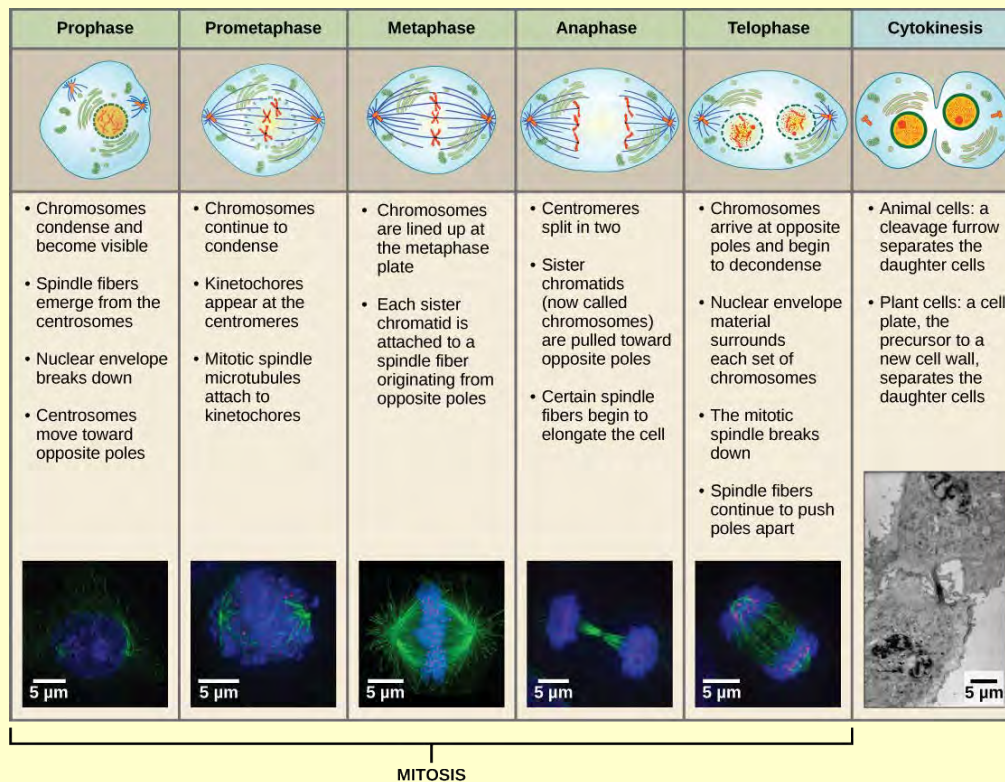 Prophase
Prometaphase
Metaphase
Anaphase
Telophase
Cytokinesis
• Chromosomes
condense and
become visible
• Spindle fibers
emerge from the
centrosomes
• Nuclear envelope
breaks down
• Centrosomes
move toward
opposite poles
• Chromosomes
continue to
condense
• Kinetochores
appear at the
centromeres
• Mitotic spindle
microtubules
attach to
kinetochores
• Chromosomes
are lined up at
the metaphase
plate
• Each sister
chromatid is
attached to a
spindle fiber
originating from
opposite poles
• Centromeres
split in two
• Sister
chromatids
(now called
chromosomes)
are pulled toward
opposite poles
• Certain spindle
fibers begin to
elongate the cell
• Chromosomes
arrive at opposite
poles and begin
to decondense
• Nuclear envelope
material
surrounds
each set of
chromosomes
• The mitotic
spindle breaks
down
• Spindle fibers
continue to push
poles apart
• Animal cells: a
cleavage furrow
separates the
daughter cells
• Plant cells: a cell
plate, the
precursor to a
new cell wall,
separates the
daughter cells
5 µm
5 µm
5 µm
5 µm
5 µm
5 µm
MITOSIS